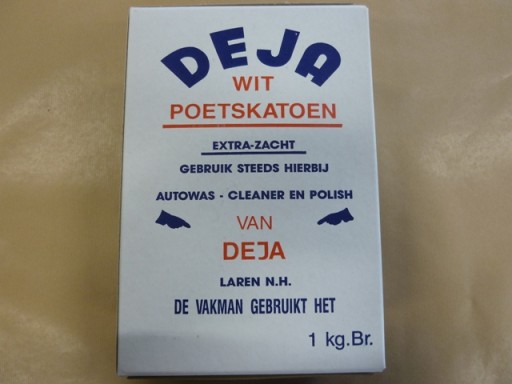 DEJA
WIT
POETSKATOEN
EXTRA-ZACHT
GEBRUIK STEEDS HIERBIJ
AUTOWAS - CLEANER EN POLISH
VAN
DEJA
LAREN N.H.
DE VAKMAN GEBRUIKT HET
1 kg.Br.